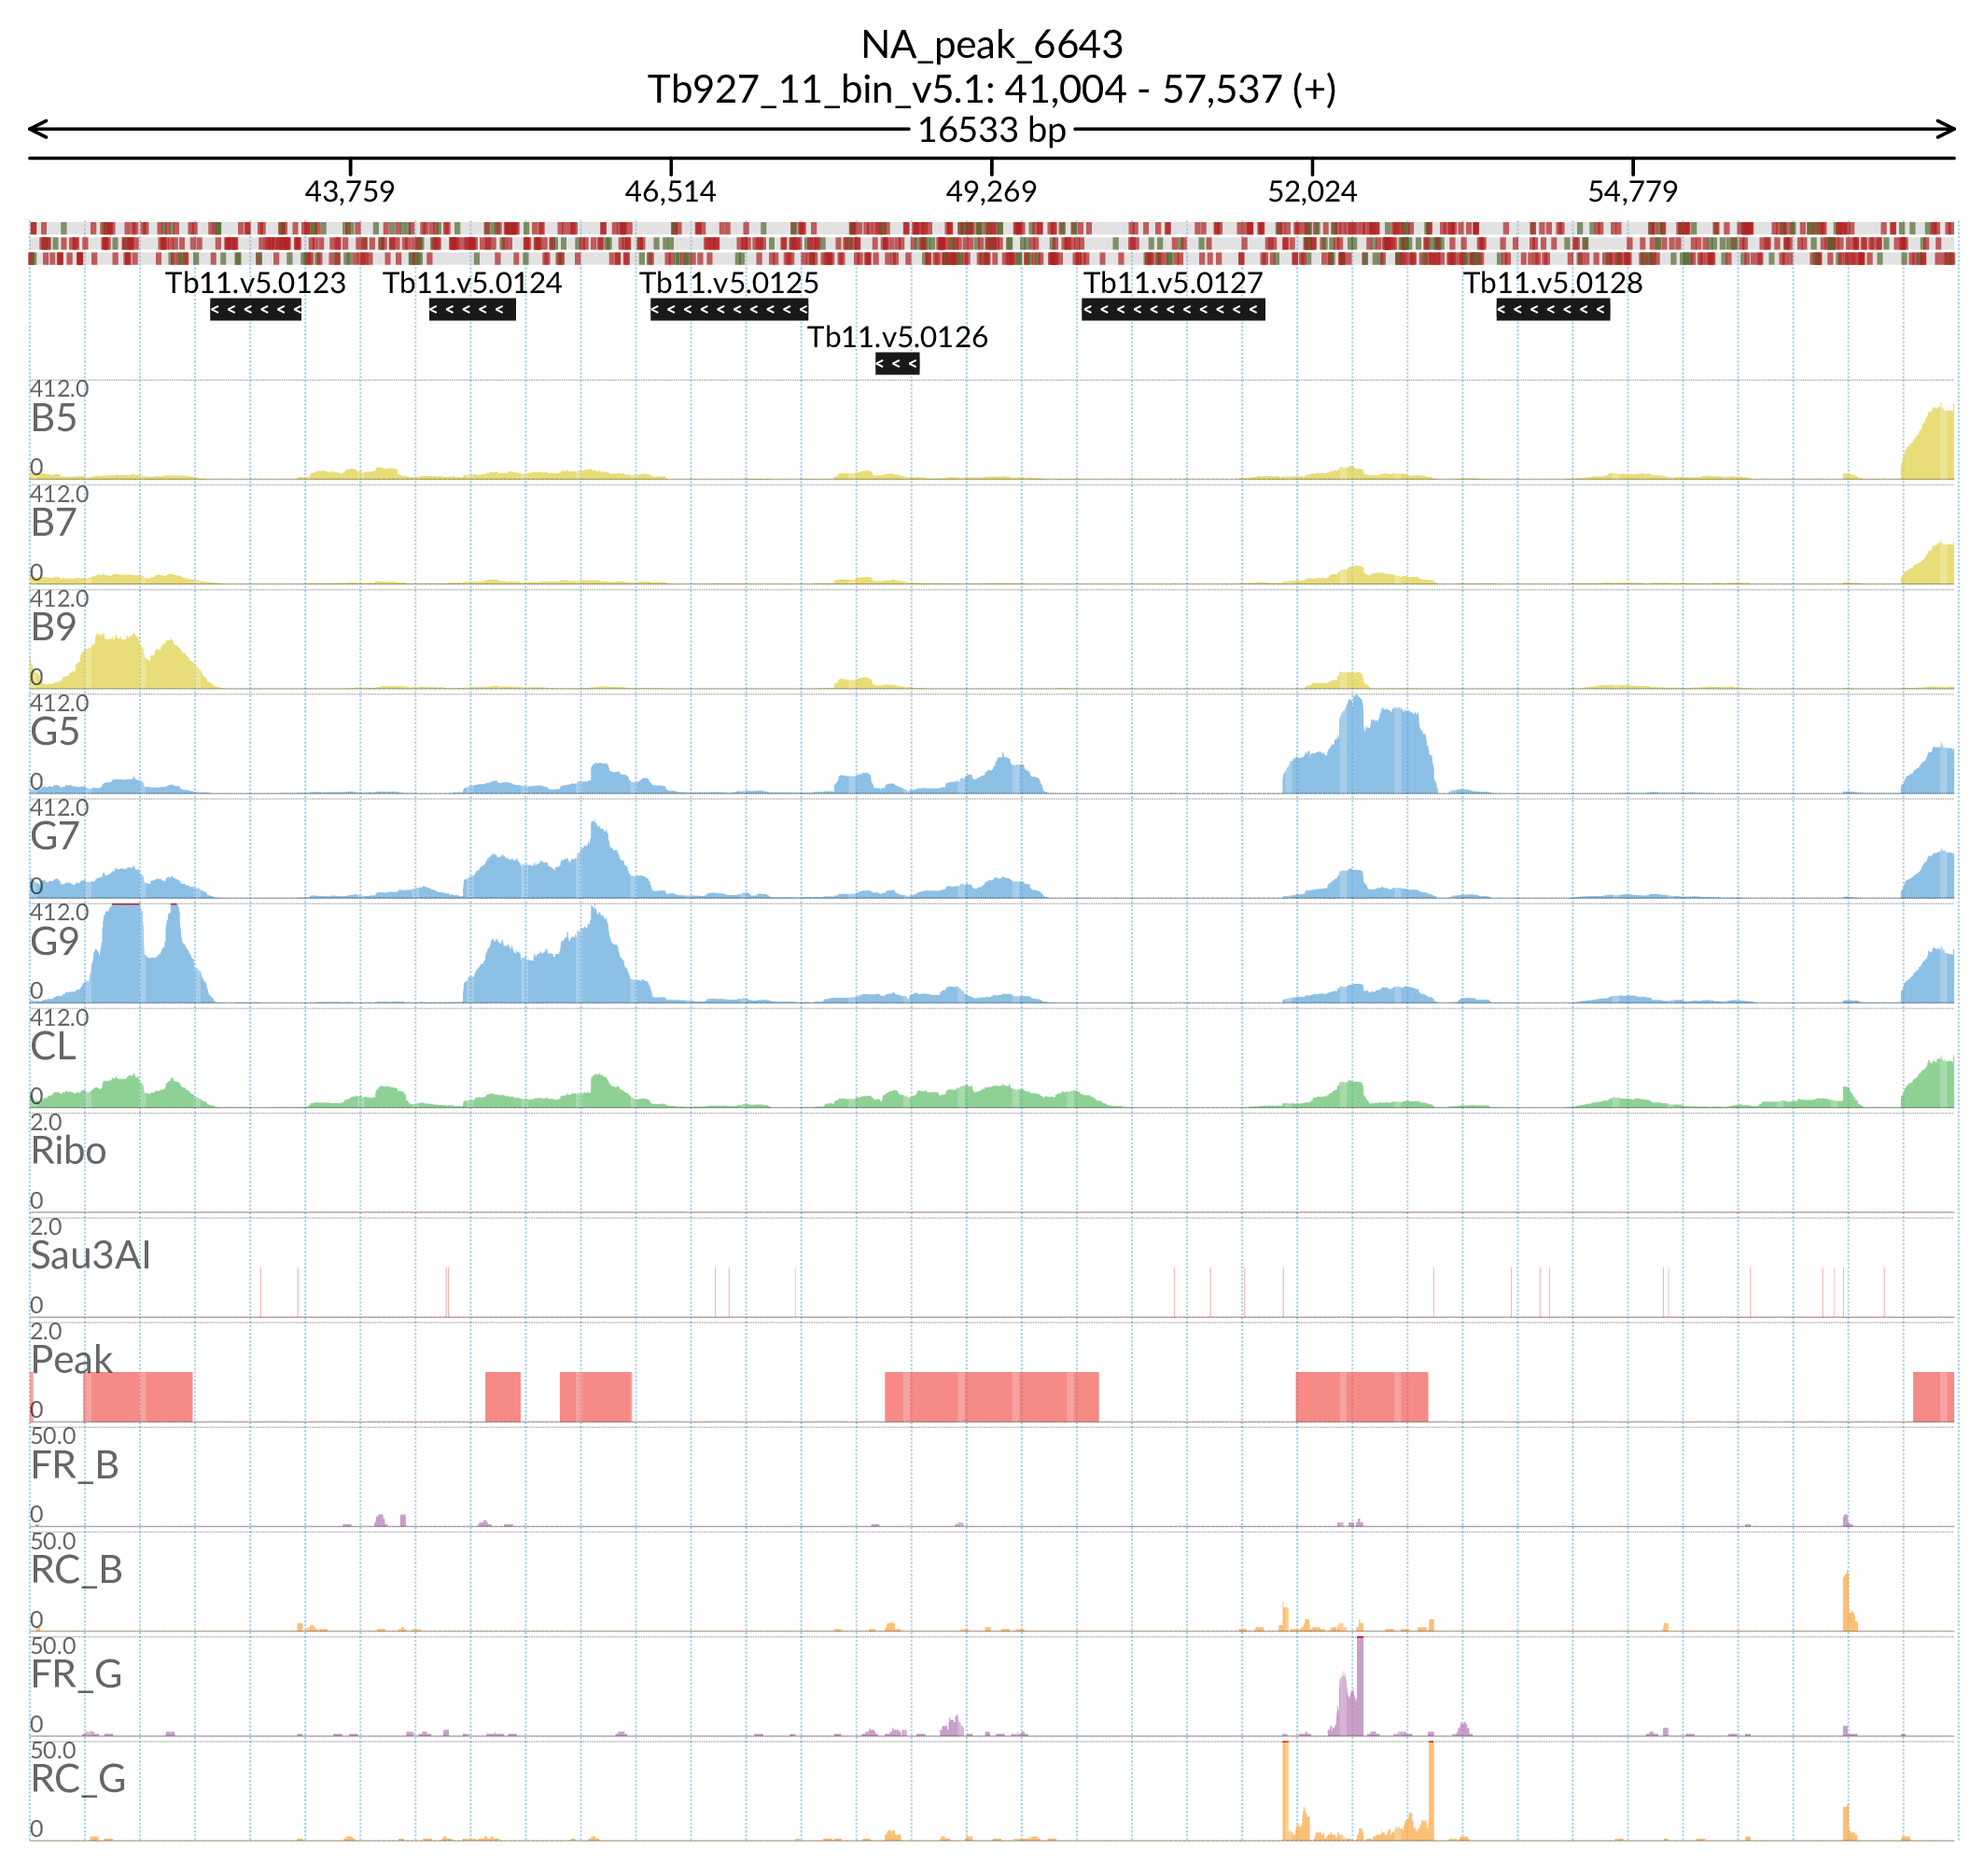 NA_peak_6643
Tb927_11_bin_v5.1: 41,004 - 57,537 (+)
16533 bp
43,759 46,514 49,269 52,024 54,779
Tb11.v5.0123 Tb11.v5.0124 Tb11.v5.0125 Tb11.v5.0127 Tb11.v5.0128
Tb11.v5.0126
412.0
B5
0
412.0
B7
0
412.0
B9
0
412.0
G5
0
412.0
G7
0
412.0
G9
0
412.0
CL
0
2.0
Ribo
0
2.0
Sau3AI
0
2.0
Peak
0
50.0
FR_B
0
50.0
RC_B
0
50.0
FR_G
0
50.0
RC_G
0